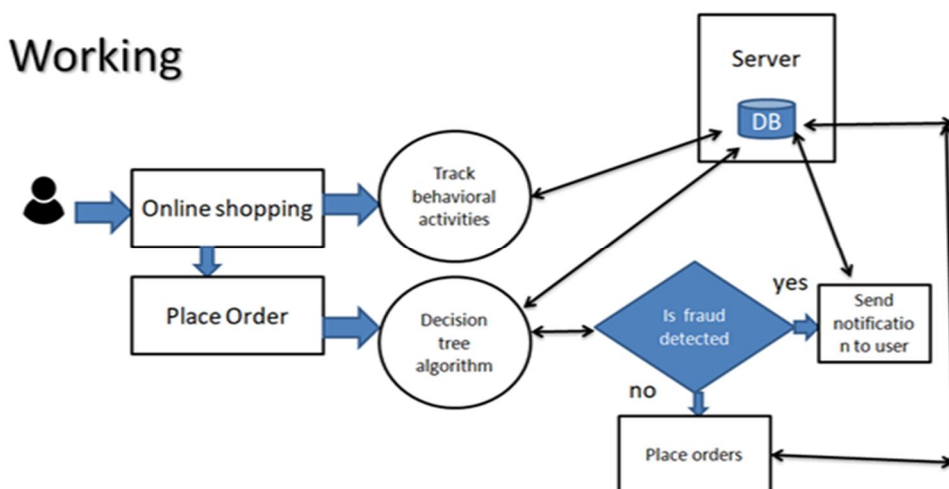 Working
Server
DB
Track
behavioral
activities
Online shopping
Place Order
Decision
tree
algorithm
Is fraud
detected
yes
Send
notificatio
n to user
no
Place orders